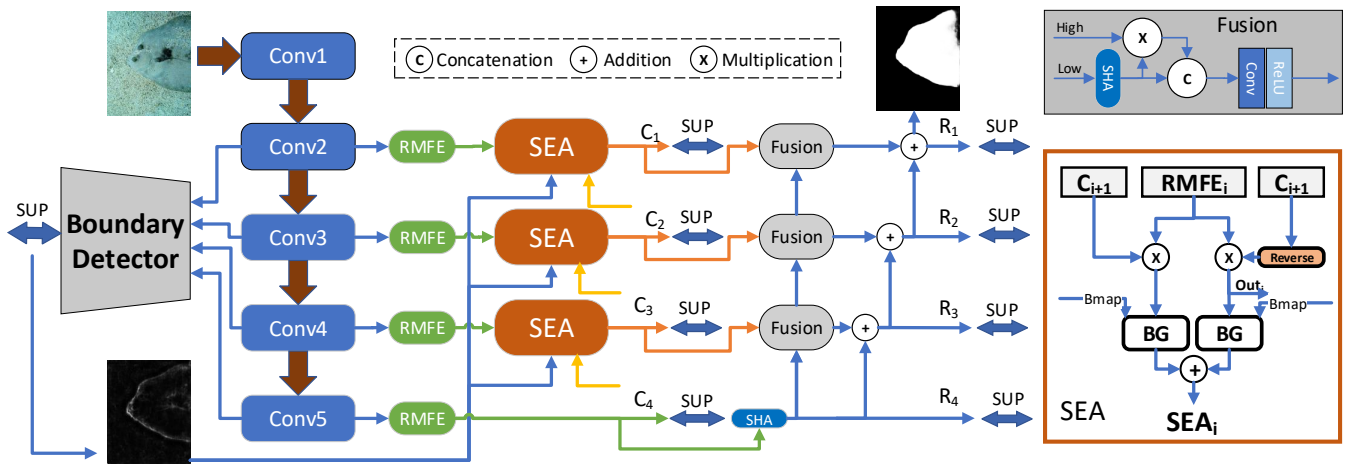 Conv1
C Concatenation + Addition x Multiplication
Fusion
High
Low
SHA
x
C
Conv
ReLU
Conv2
RMFE
SEA
C1
SUP
Fusion
+
R1
SUP
SUP
Boundary
Detector
Conv3
RMFE
SEA
C2
SUP
Fusion
+
R2
SUP
Conv4
RMFE
SEA
C3
SUP
Fusion
+
R3
SUP
Conv5
RMFE
C4
SUP
SHA
R4
SUP
Ci+1
RMFEi
Ci+1
x
x
Reverse
Outi
Bmap
Bmap
BG
BG
+
SEA
SEAi